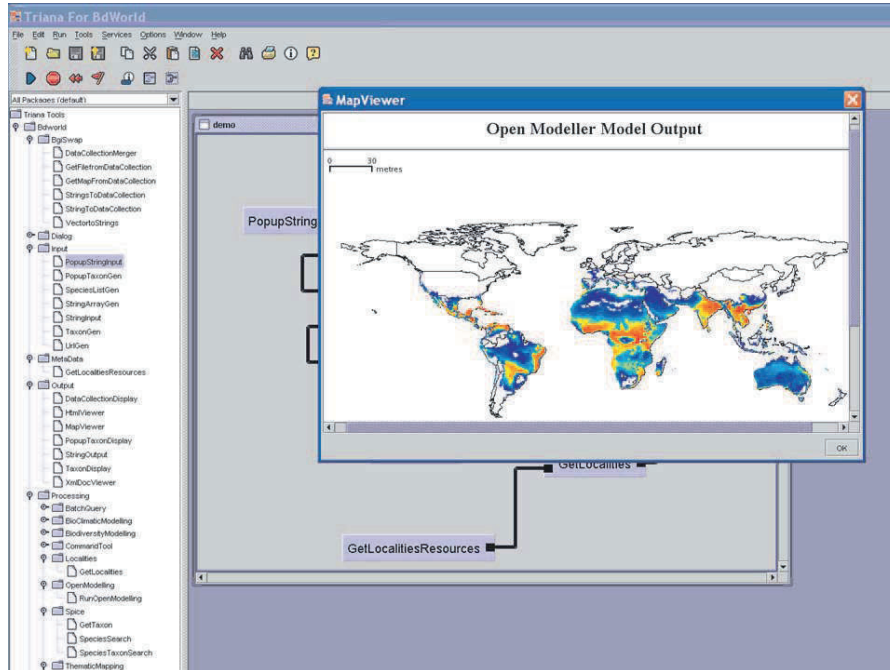 Triana For BdWorld
File Edit Run Tools Services Options Window Help
All Packages (default)
Triana Tools
Bdworld
BgiSwap
DataCollectionMerger
GetFilefromDataCollection
GetMapFromDataCollection
StringsToDataCollection
StringToDataCollection
VectortoStrings
Dialog
Input
PopupStringInput
PopupTaxonGen
SpeciesListGen
StringArrayGen
StringInput
TaxonGen
UrlGen
MetaData
GetLocalitiesResources
Output
DataCollectionDisplay
HtmlViewer
MapViewer
PopupTaxonDisplay
StringOutput
TaxonDisplay
XmlDocViewer
Processing
BatchQuery
BioClimaticModelling
BiodiversityModelling
CommandTool
Localities
GetLocalities
OpenModelling
RunOpenModelling
Spice
GetTaxon
SpeciesSearch
SpeciesTaxonSearch
ThematicMapping
demo
PopupString
MapViewer
Open Modeller Model Output
0 30
metres
OK
GetLocalities
GetLocalitiesResources